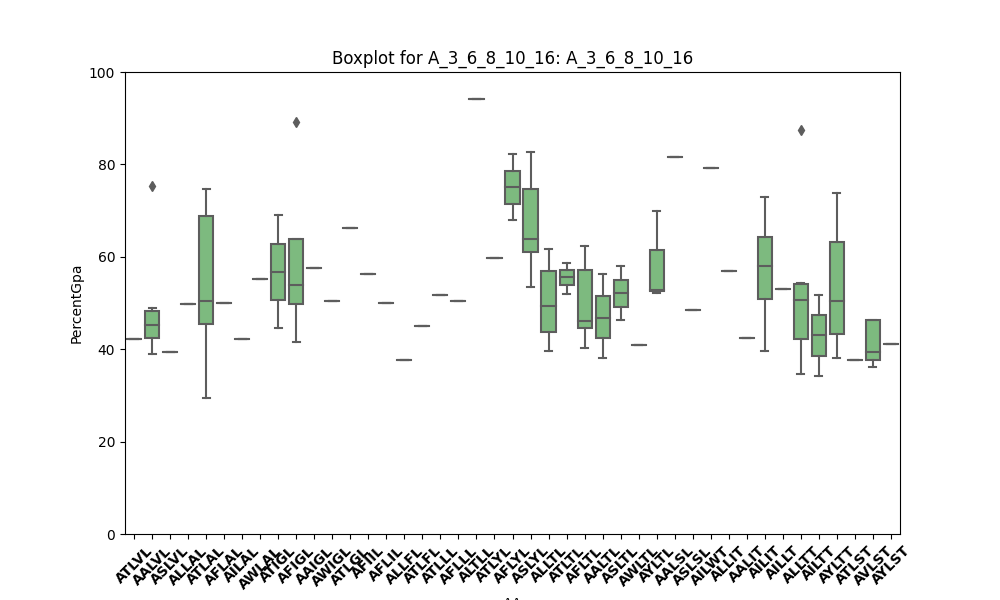 Boxplot for A_3_6_8_10_16: A_3_6_8_10_16
PercentGpa
100
80
60
40
20
0
ATLVL
AALVL
ASLVL
ALLAL
ATLAL
AFLAL
AILAL
AWLAL
ATIGL
AFIGL
AAIGL
AWIGL
ATLGL
AFIIL
AFLIL
ALLFL
ATLFL
ATLLL
AFLLL
ALTLL
ATLYL
AFLYL
ASLYL
ALLTL
ATLTL
AFLTL
AALTL
ASLTL
AWLTL
AYLTL
AALSL
ASLSL
AILWT
ALLIT
AALIT
AILIT
AILLT
ALLTT
AILTT
AYLTT
ATLST
AVLST
AYLST